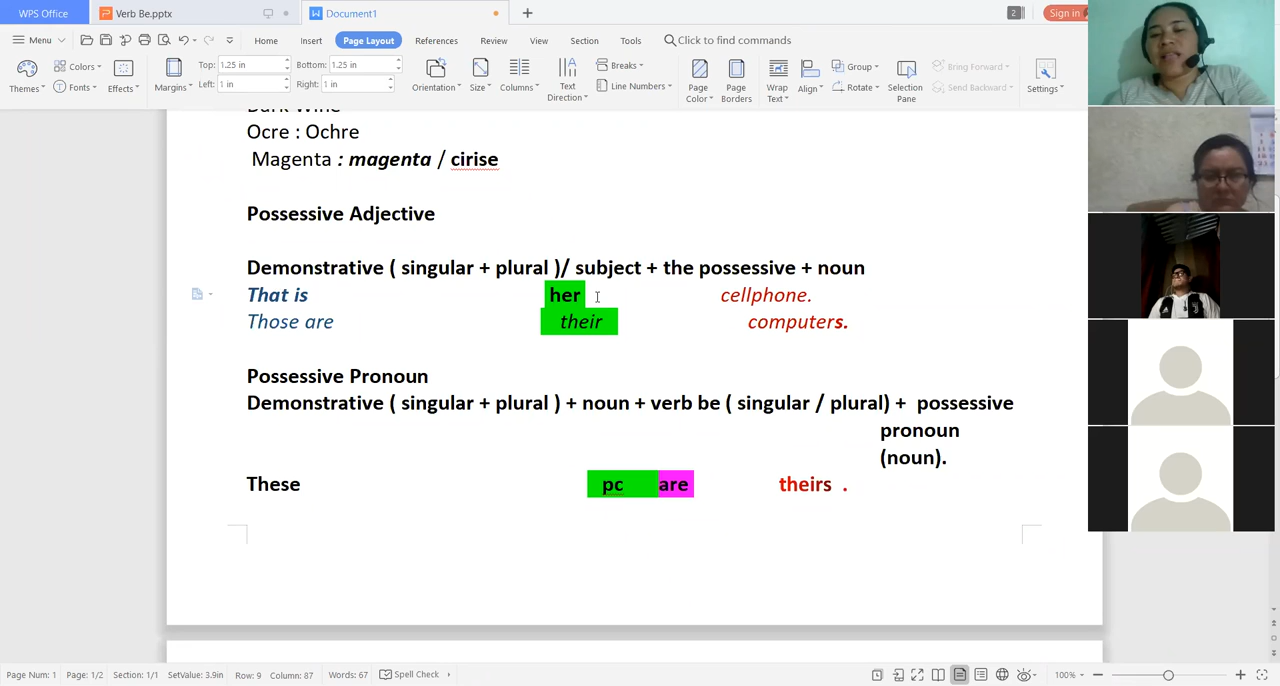 WPS Office Verb Be.pptx Document1 + 2 Sign in
Menu Home Insert Page Layout References Review View Section Tools Click to find commands
Colors Top: 1.25 in Bottom: 1.25 in Breaks Group Bring Forward
Themes Fonts Effects Margins Left: 1 in Right: 1 in Orientation Size Columns Text Direction Line Numbers Page Color Page Borders Wrap Text Align Rotate Selection Pane Send Backward Settings
Dark Wine
Ocre : Ochre
Magenta : magenta / cirise
Possessive Adjective
Demonstrative ( singular + plural )/ subject + the possessive + noun
That is her cellphone.
Those are their computers.
Possessive Pronoun
Demonstrative ( singular + plural ) + noun + verb be ( singular / plural) + possessive
pronoun
(noun).
These pc are theirs .
Page Num: 1 Page: 1/2 Section: 1/1 SetValue: 3.9in Row: 9 Column: 87 Words: 67 Spell Check 100%